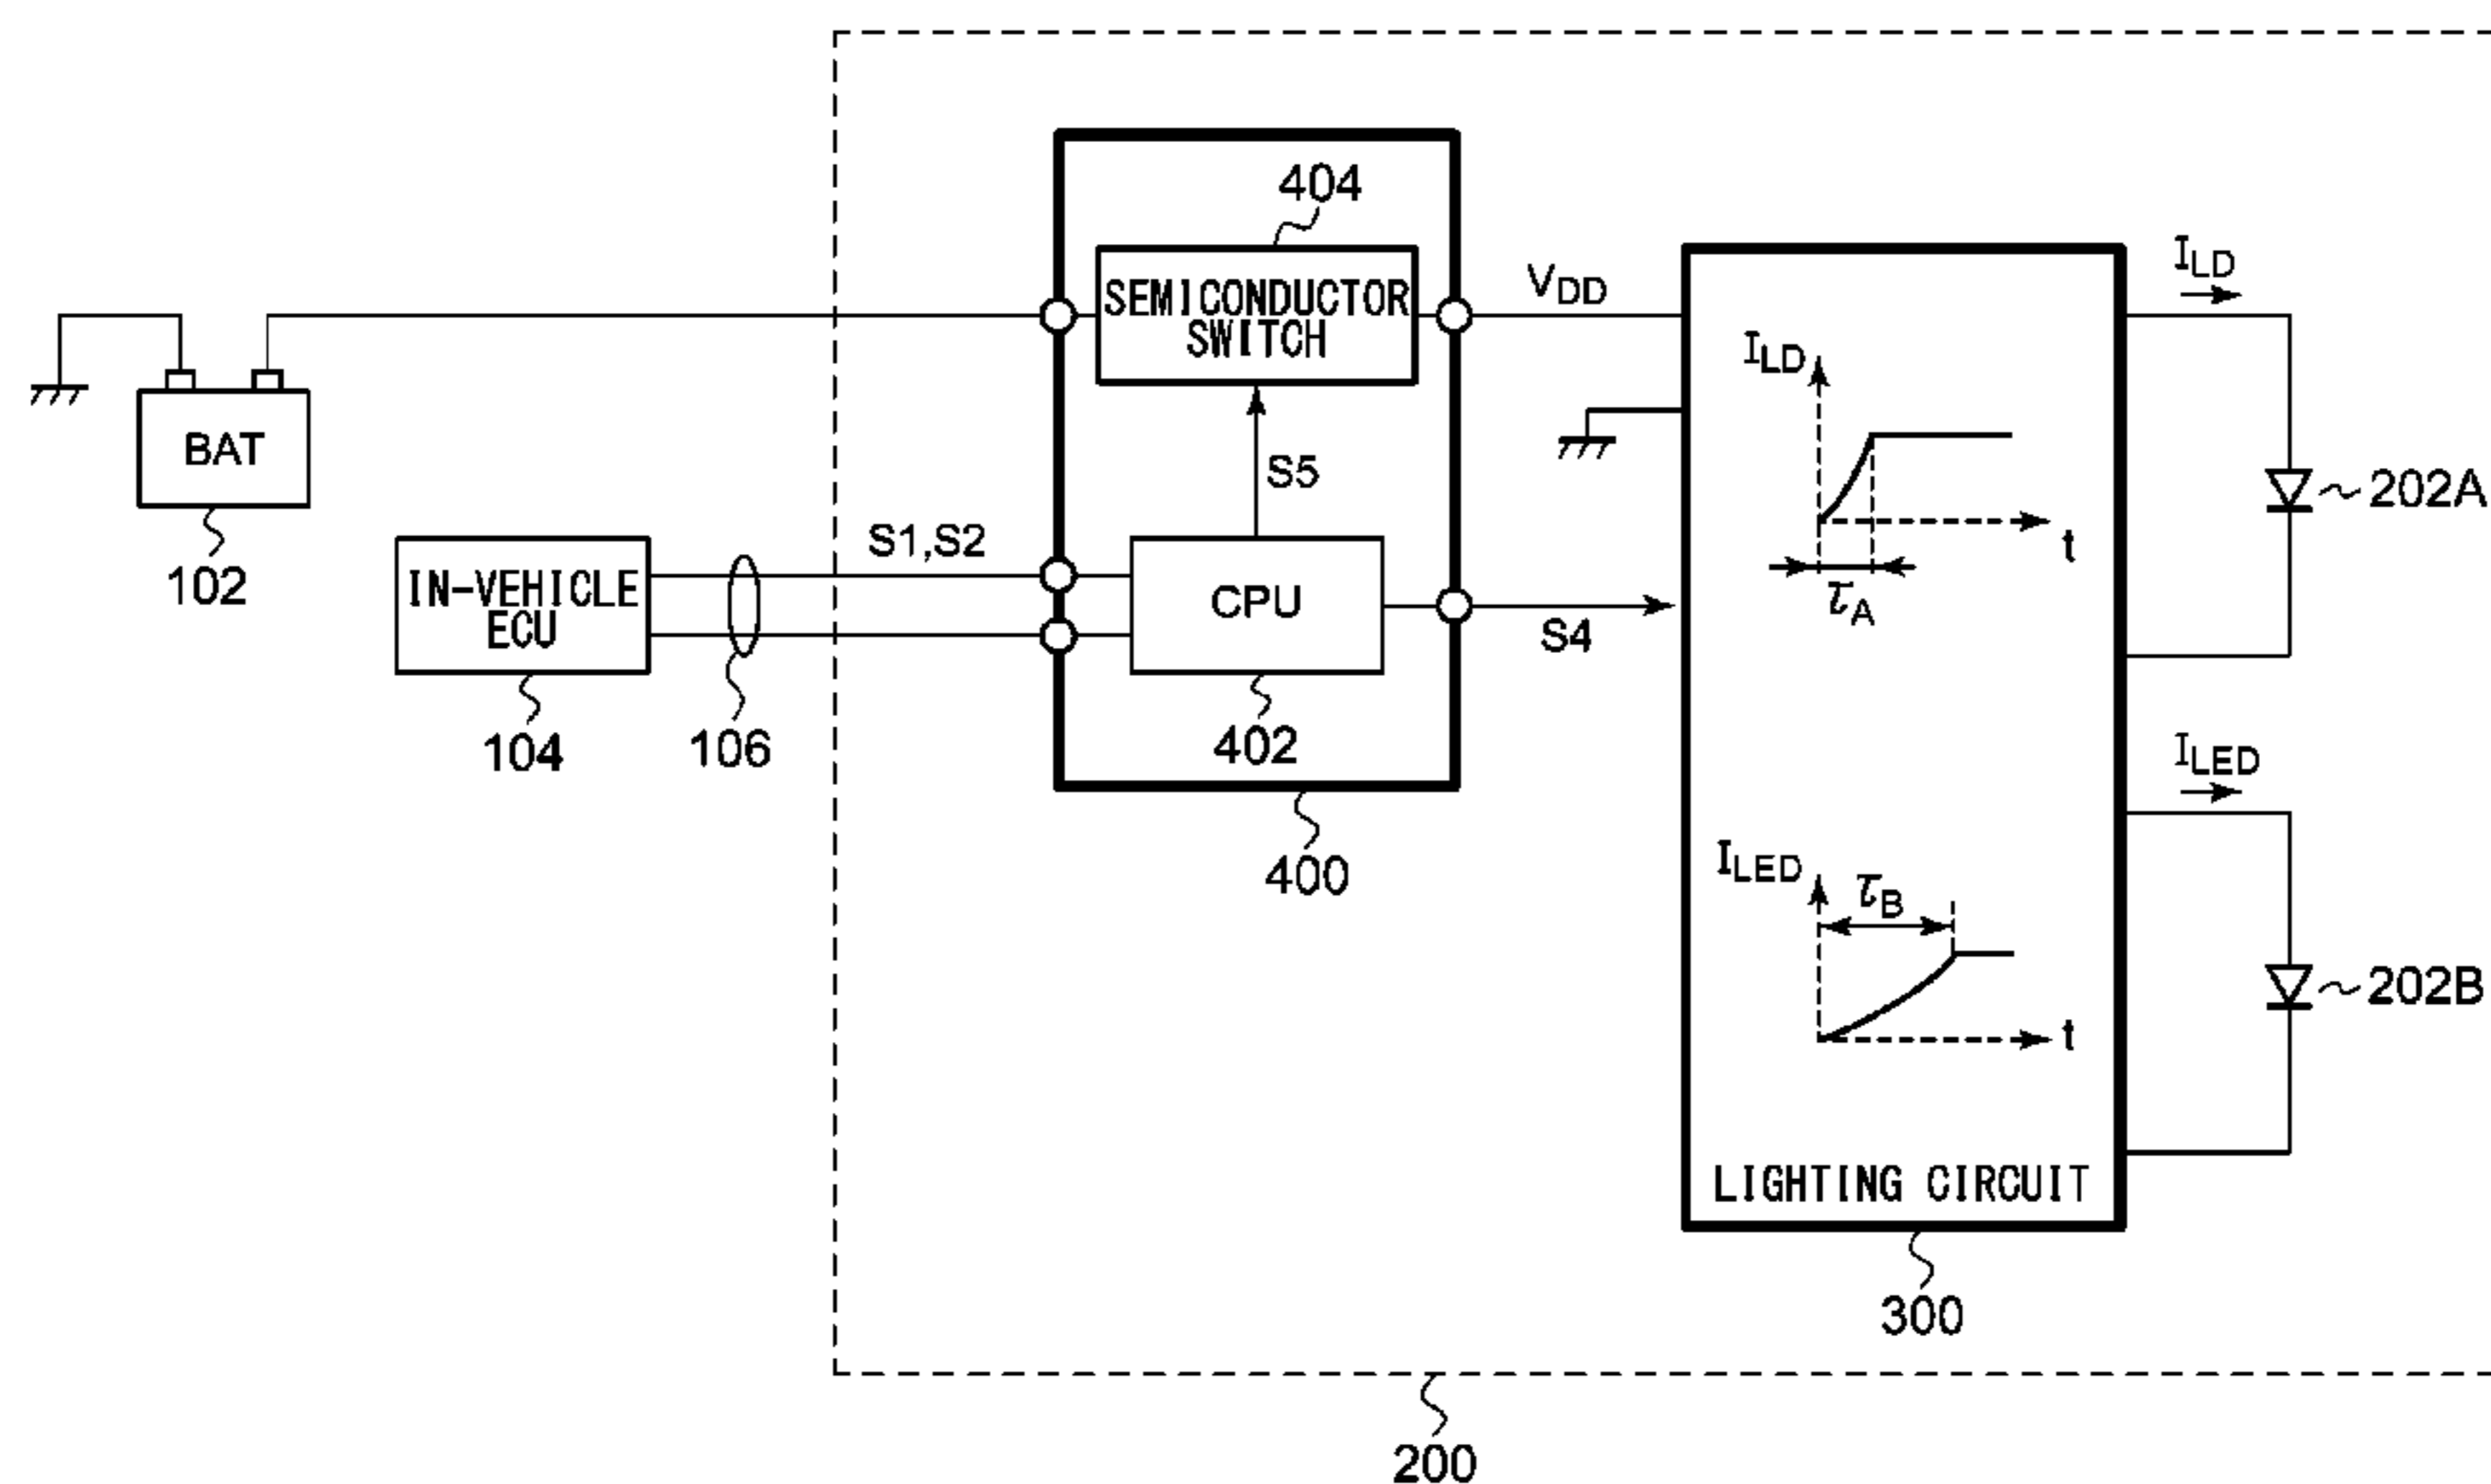 404
SEMICONDUCTOR
SWITCH
VDD
ILD
ILD
BAT
S5
202A
102
S1,S2
t
IN-VEHICLE
ECU
CPU
τA
S4
104
106
402
ILED
400
ILED
τB
202B
t
LIGHTING CIRCUIT
300
200